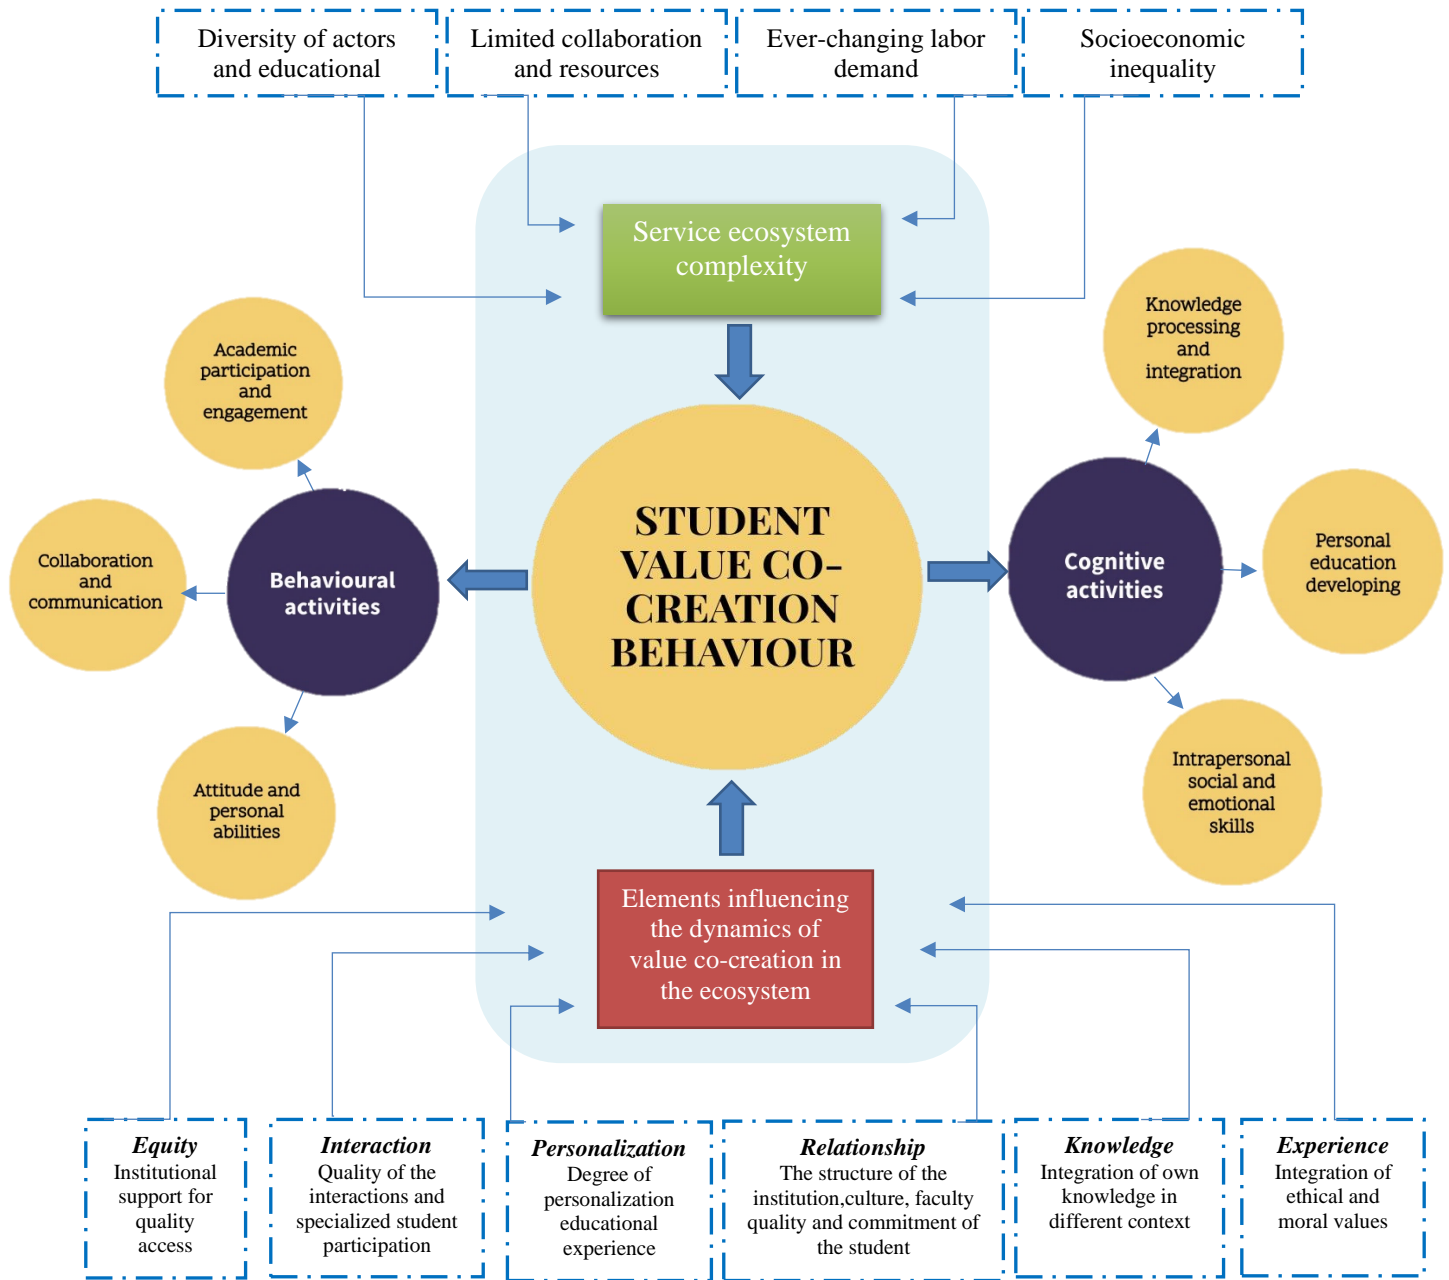 Diversity of actors
and educational
Limited collaboration
and resources
Ever-changing labor
demand
Socioeconomic
inequality
Service ecosystem
complexity
Knowledge
processing
and
integration
Academic
participation
and
engagement
STUDENT
VALUE CO-
CREATION
BEHAVIOUR
Behavioural
activities
Cognitive
activities
Collaboration
and
communication
Personal
education
developing
Attitude and
personal
abilities
Intrapersonal
social and
emotional
skills
Elements influencing
the dynamics of
value co-creation in
the ecosystem
Equity
Institutional
support for
quality
access
Interaction
Quality of the
interactions and
specialized student
participation
Personalization
Degree of
personalization
educational
experience
Relationship
The structure of the
institution,culture, faculty
quality and commitment of
the student
Knowledge
Integration of own
knowledge in
different context
Experience
Integration of
ethical and
moral values